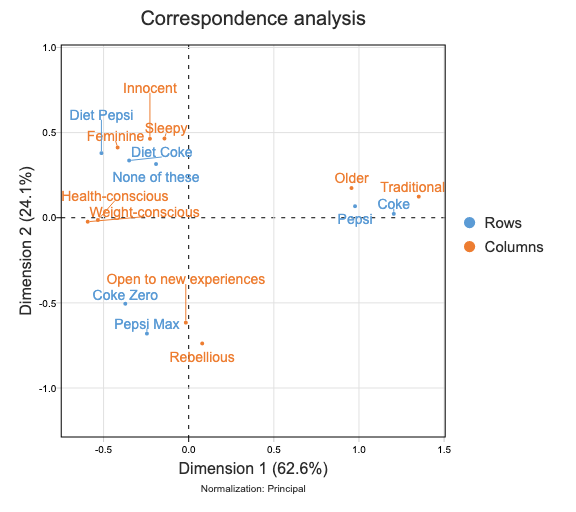 Correspondence analysis
1.0
Innocent
Diet Pepsi
Sleepy
0.5
Feminine
Diet Coke
None of these
Older
Traditional
Health-conscious
Coke
Weight-conscious
0.0
Pepsi
Rows
Columns
Dimension 2 (24.1%)
Open to new experiences
Coke Zero
-0.5
Pepsi Max
Rebellious
-1.0
-0.5 0.0 0.5 1.0 1.5
Dimension 1 (62.6%)
Normalization: Principal